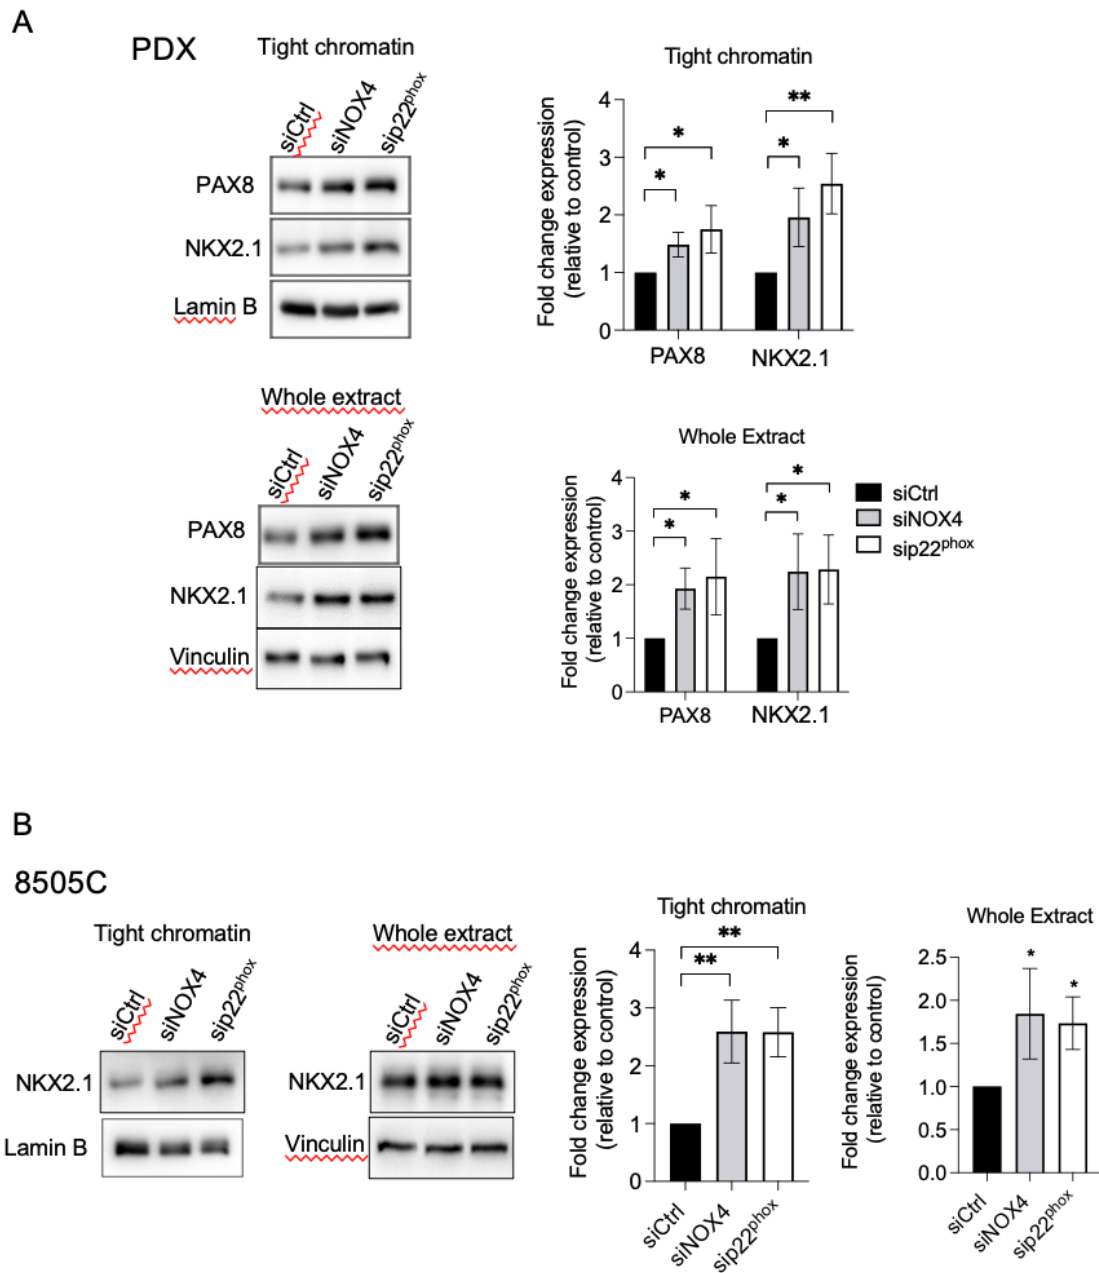 A
PDX
Tight chromatin
siCtrl
siNOX4
sip22phox
PAX8
NKX2.1
Lamin B
Tight chromatin
Fold change expression
(relative to control)
4
3
2
1
0
*
*
*
**
PAX8
NKX2.1
Whole extract
siCtrl
siNOX4
sip22phox
PAX8
NKX2.1
Vinculin
Whole Extract
Fold change expression
(relative to control)
4
3
2
1
0
*
*
*
*
PAX8
NKX2.1
siCtrl
siNOX4
sip22phox
B
8505C
Tight chromatin
siCtrl
siNOX4
sip22phox
NKX2.1
Lamin B
Whole extract
siCtrl
siNOX4
sip22phox
NKX2.1
Vinculin
Tight chromatin
Fold change expression
(relative to control)
4
3
2
1
0
**
**
siCtrl
siNOX4
sip22phox
Whole Extract
Fold change expression
(relative to control)
2.5
2.0
1.5
1.0
0.5
0.0
*
*
siCtrl
siNOX4
sip22phox